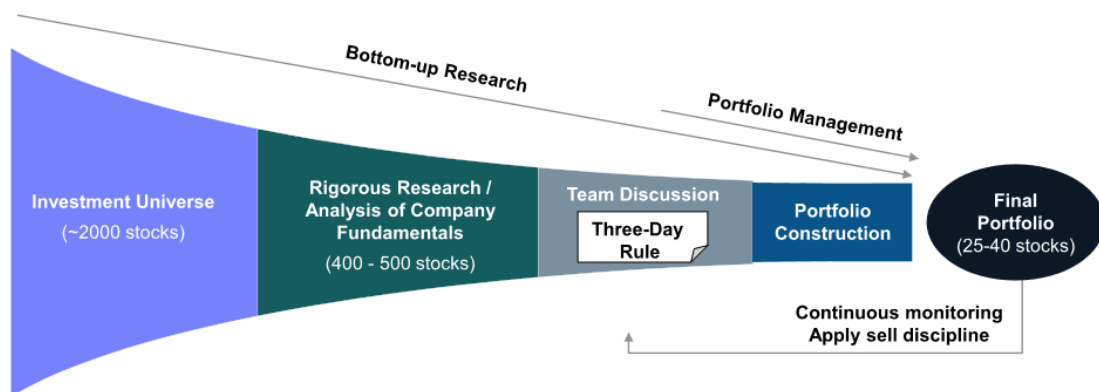 Bottom-up Research
Portfolio Management
Investment Universe
(~2000 stocks)
Rigorous Research /
Analysis of Company
Fundamentals
(400 - 500 stocks)
Team Discussion
Three-Day
Rule
Portfolio
Construction
Final
Portfolio
(25-40 stocks)
Continuous monitoring
Apply sell discipline